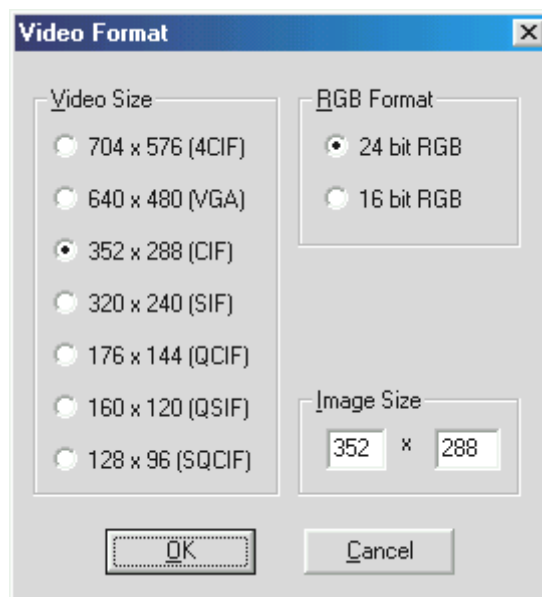 Video Format
Video Size
704 x 576 (4CIF)
640 x 480 (VGA)
352 x 288 (CIF)
320 x 240 (SIF)
176 x 144 (QCIF)
160 x 120 (QSIF)
128 x 96 (SQCIF)
RGB Format
24 bit RGB
16 bit RGB
Image Size
352 x 288
OK Cancel